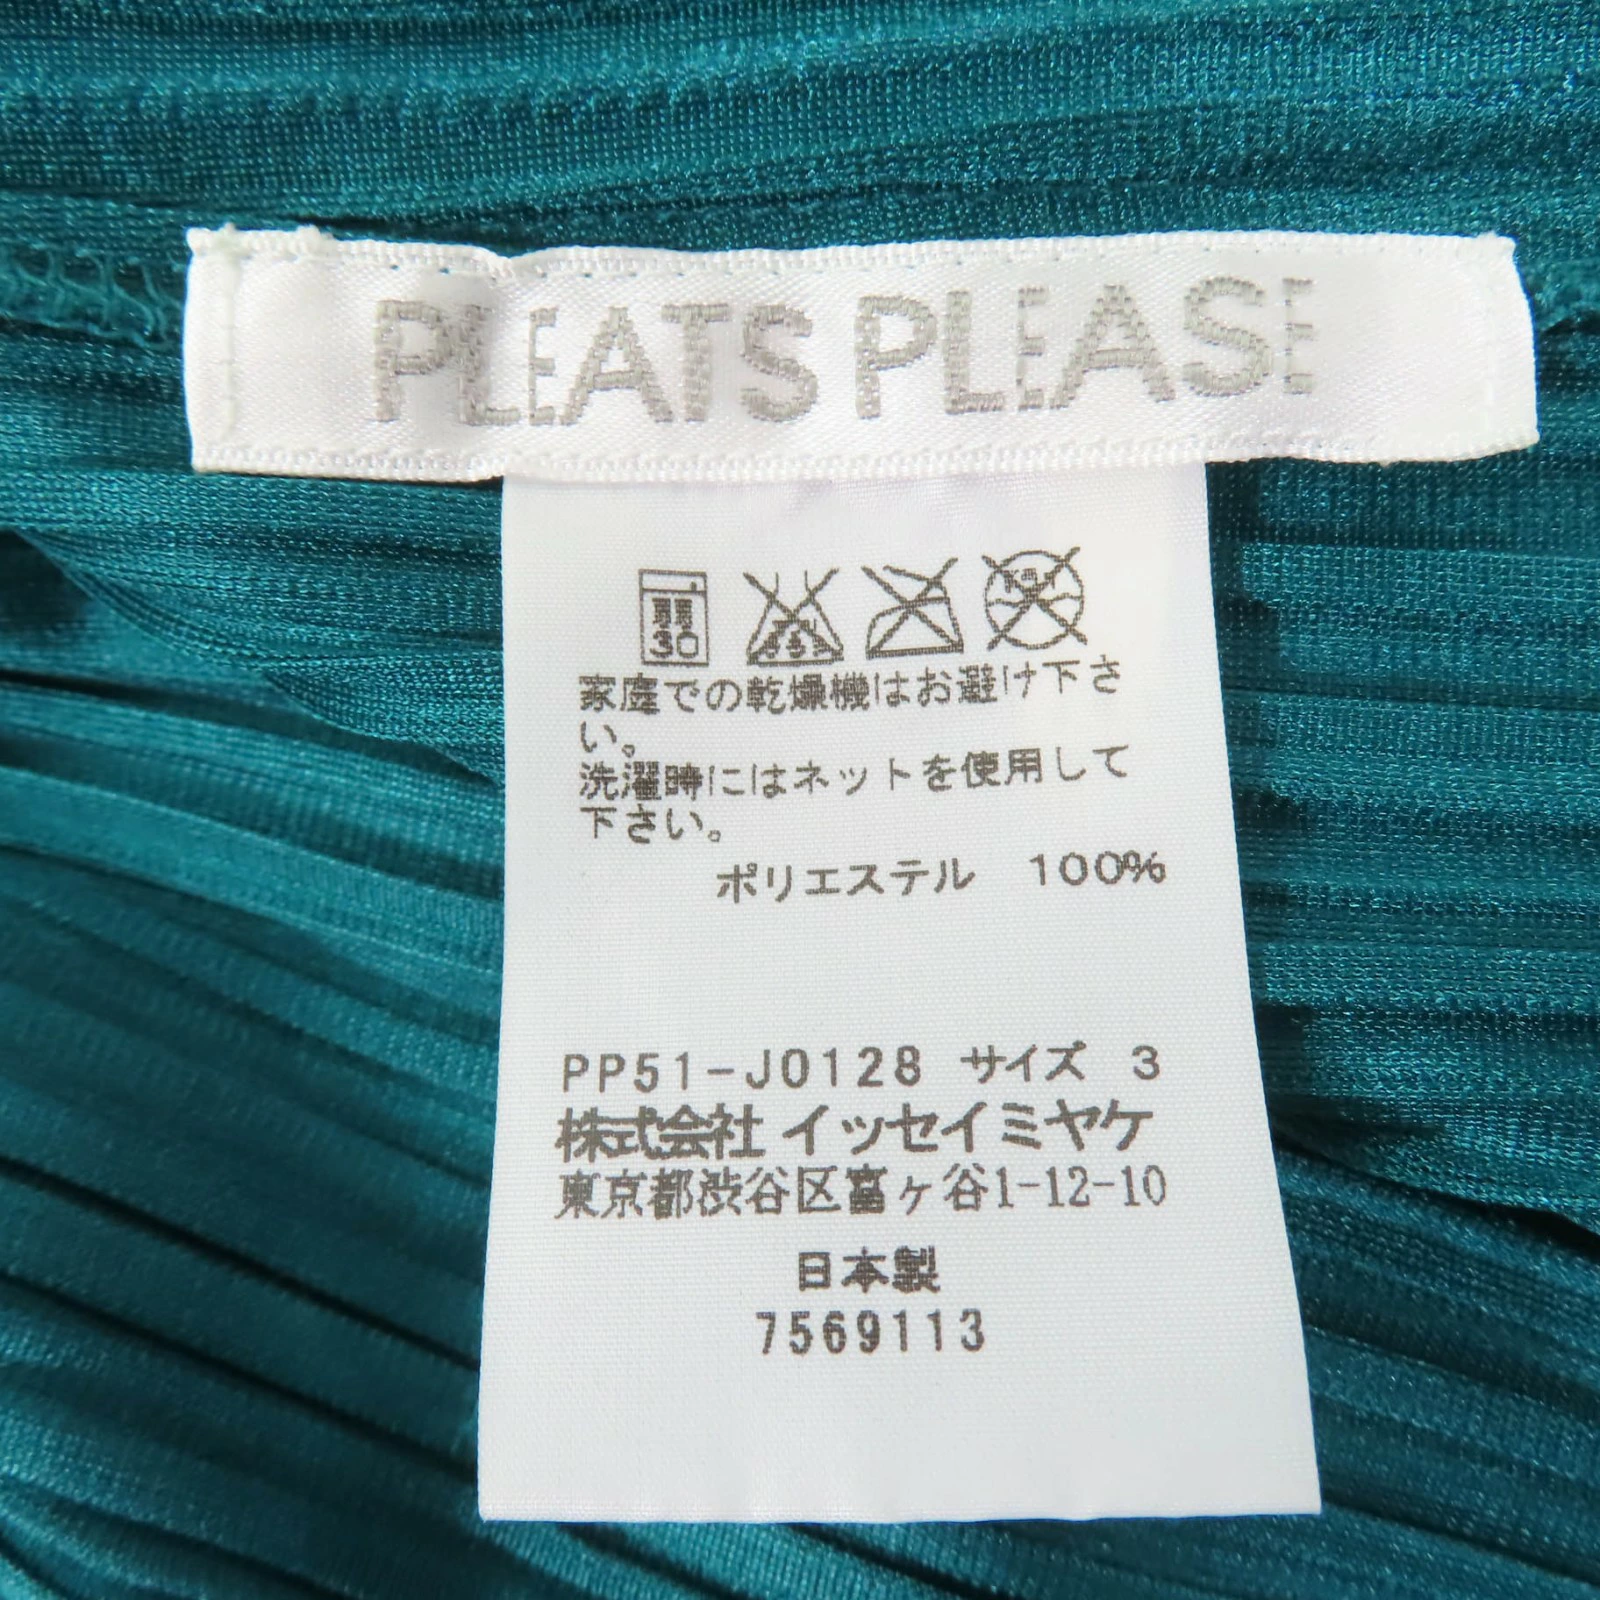 PLEATS PLEASE
弱 30
家庭での乾燥機はお避け下さ
い。
洗濯時にはネットを使用して
下さい。
ポリエステル 100%
PP51-J0128 サイズ 3
株式会社 イッセイミヤケ
東京都渋谷区富ヶ谷1-12-10
日本製
7569113